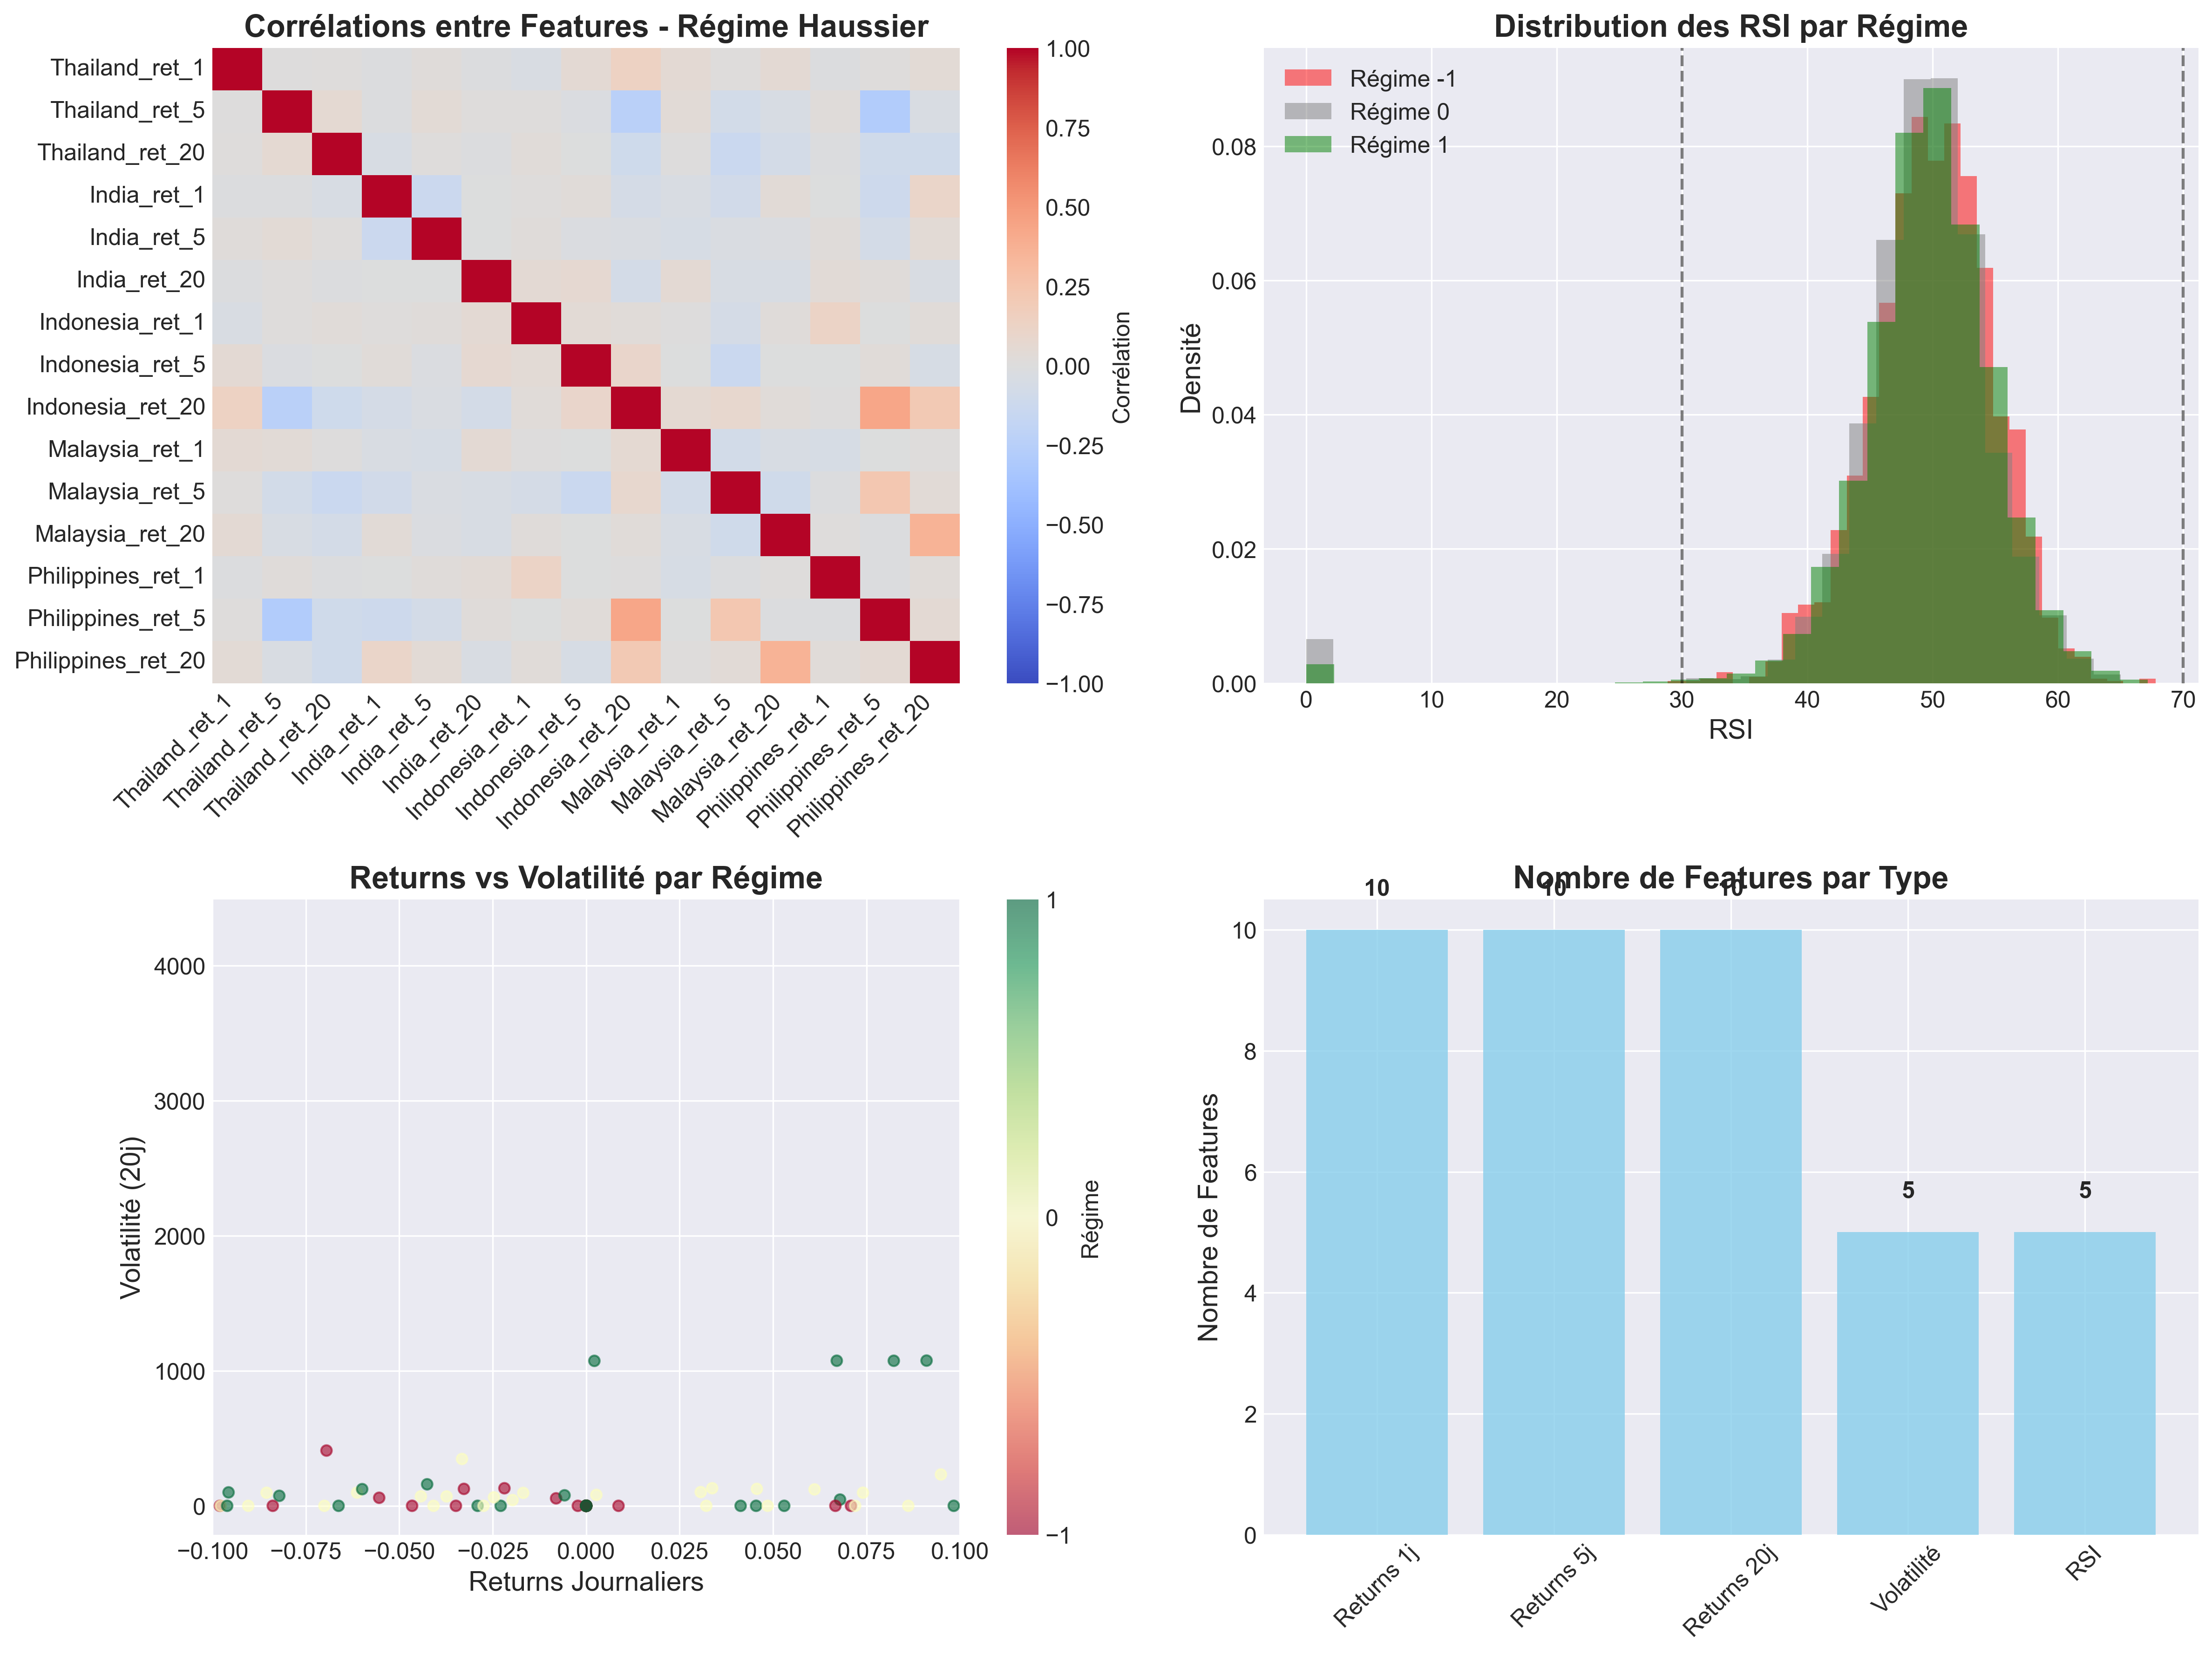 Corrélations entre Features - Régime Haussier
Thailand_ret_1
Thailand_ret_5
Thailand_ret_20
India_ret_1
India_ret_5
India_ret_20
Indonesia_ret_1
Indonesia_ret_5
Indonesia_ret_20
Malaysia_ret_1
Malaysia_ret_5
Malaysia_ret_20
Philippines_ret_1
Philippines_ret_5
Philippines_ret_20
Thailand_ret_1
Thailand_ret_5
Thailand_ret_20
India_ret_1
India_ret_5
India_ret_20
Indonesia_ret_1
Indonesia_ret_5
Indonesia_ret_20
Malaysia_ret_1
Malaysia_ret_5
Malaysia_ret_20
Philippines_ret_1
Philippines_ret_5
Philippines_ret_20
1.00
0.75
0.50
0.25
0.00
−0.25
−0.50
−0.75
−1.00
Corrélation
Distribution des RSI par Régime
Régime -1
Régime 0
Régime 1
0.08
0.06
0.04
0.02
0.00
Densité
0 10 20 30 40 50 60 70
RSI
Returns vs Volatilité par Régime
4000
3000
2000
1000
0
Volatilité (20j)
−0.100 −0.075 −0.050 −0.025 0.000 0.025 0.050 0.075 0.100
Returns Journaliers
1
0
−1
Régime
Nombre de Features par Type
10 10 10
5 5
10
8
6
4
2
0
Nombre de Features
Returns 1j
Returns 5j
Returns 20j
Volatilité
RSI